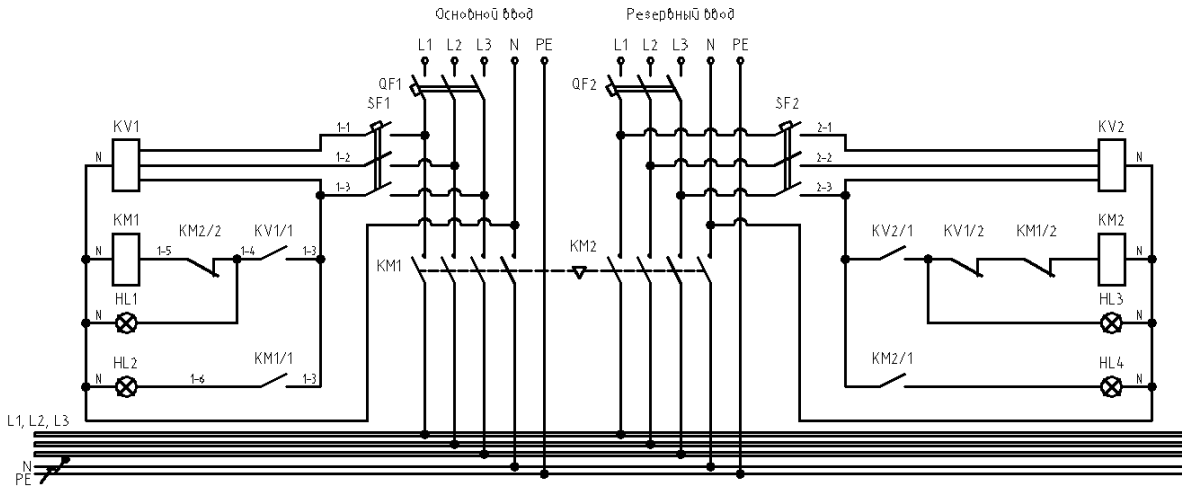 Основной ввод Резервный ввод
L1 L2 L3 N PE L1 L2 L3 N PE
QF1 QF2
SF1 SF2
KV1 1-1 2-1 KV2
N 1-2 2-2 N
1-3 2-3
KM1 KM2/2 KV1/1 KV2/1 KV1/2 KM1/2 KM2
N 1-5 1-4 1-3 KM1 KM2 N
HL1 HL3
N N
HL2 KM1/1 KM2/1 HL4
N 1-6 1-3 N
L1, L2, L3
N
PE